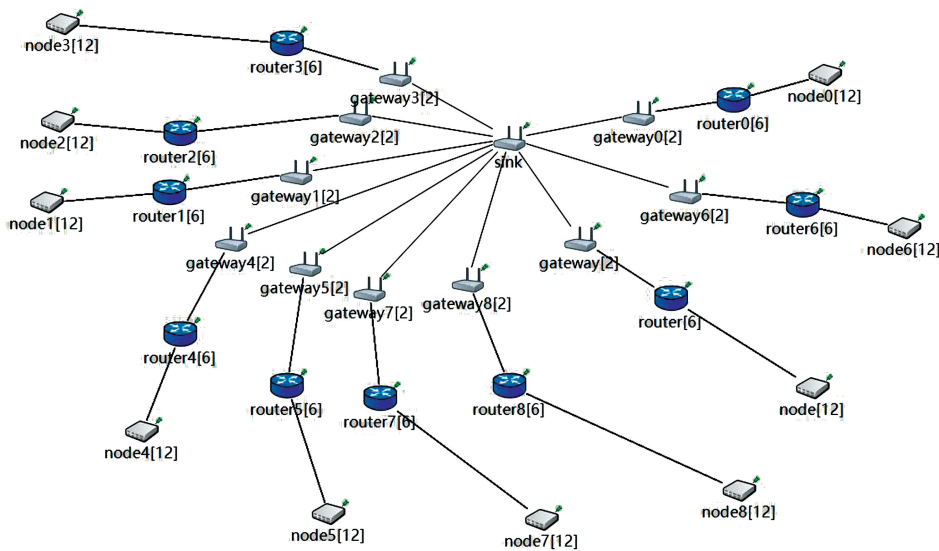 node3[12]
router3[6]
gateway3[2]
node0[12]
router0[6]
gateway0[2]
node2[12]
router2[6]
gateway2[2]
sink
node1[12]
router1[6]
gateway1[2]
gateway6[2]
router6[6]
node6[12]
gateway4[2]
gateway5[2]
gateway7[2]
gateway8[2]
gateway[2]
router[6]
router4[6]
router5[6]
router7[6]
router8[6]
node[12]
node4[12]
node5[12]
node7[12]
node8[12]